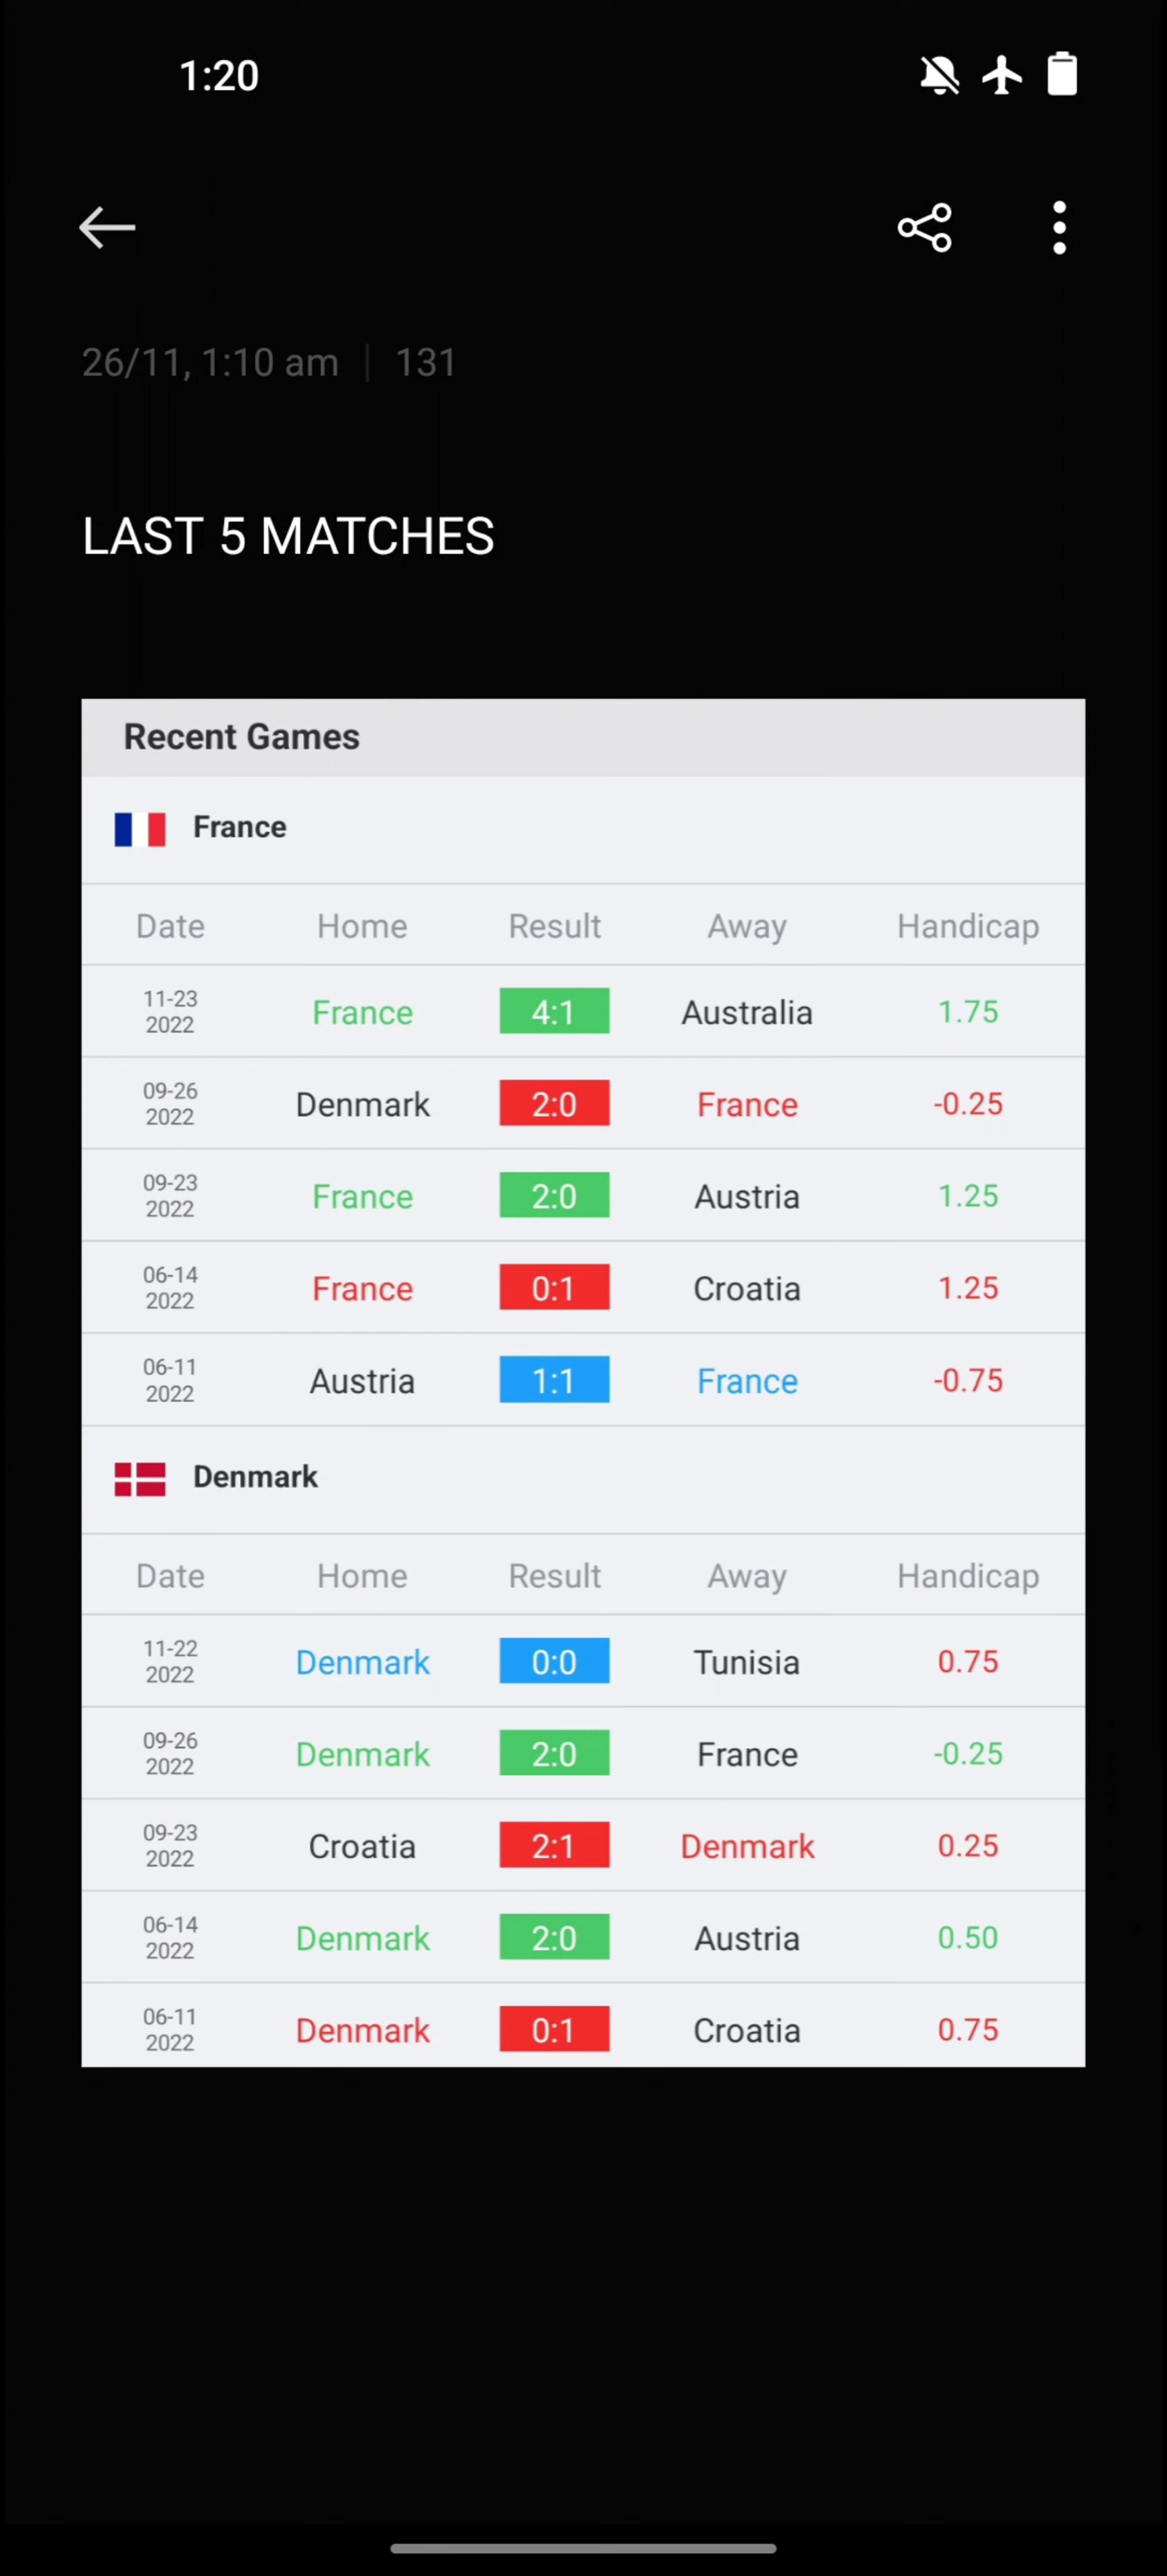 1:20
26/11, 1:10 am | 131
LAST 5 MATCHES
Recent Games
France
Date Home Result Away Handicap
11-23 2022 France 4:1 Australia 1.75
09-26 2022 Denmark 2:0 France -0.25
09-23 2022 France 2:0 Austria 1.25
06-14 2022 France 0:1 Croatia 1.25
06-11 2022 Austria 1:1 France -0.75
Denmark
Date Home Result Away Handicap
11-22 2022 Denmark 0:0 Tunisia 0.75
09-26 2022 Denmark 2:0 France -0.25
09-23 2022 Croatia 2:1 Denmark 0.25
06-14 2022 Denmark 2:0 Austria 0.50
06-11 2022 Denmark 0:1 Croatia 0.75